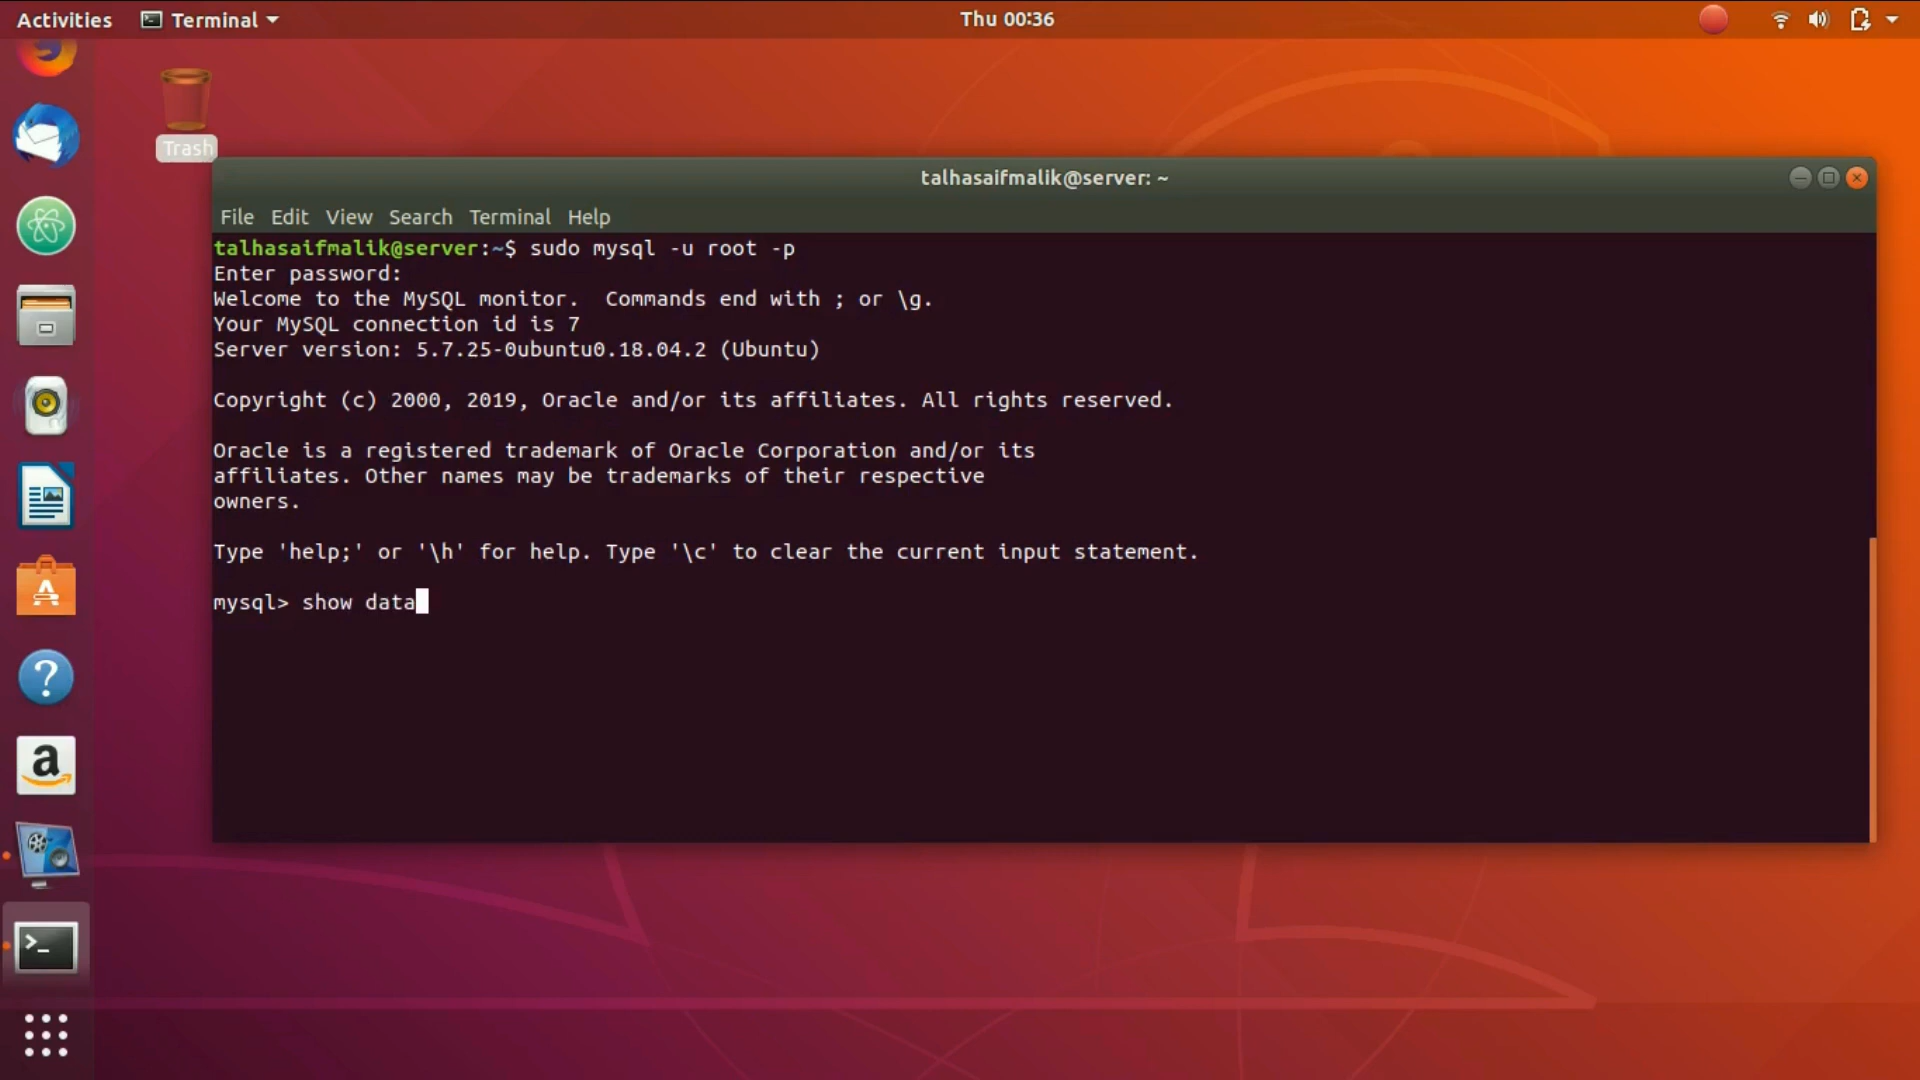 Activities
Terminal
Thu 00:36
Trash
talhasaifmalik@server: ~
File Edit View Search Terminal Help
talhasaifmalik@server:~$ sudo mysql -u root -p
Enter password:
Welcome to the MySQL monitor.  Commands end with ; or \g.
Your MySQL connection id is 7
Server version: 5.7.25-0ubuntu0.18.04.2 (Ubuntu)
Copyright (c) 2000, 2019, Oracle and/or its affiliates. All rights reserved.
Oracle is a registered trademark of Oracle Corporation and/or its
affiliates. Other names may be trademarks of their respective
owners.
Type 'help;' or '\h' for help. Type '\c' to clear the current input statement.
mysql> show data